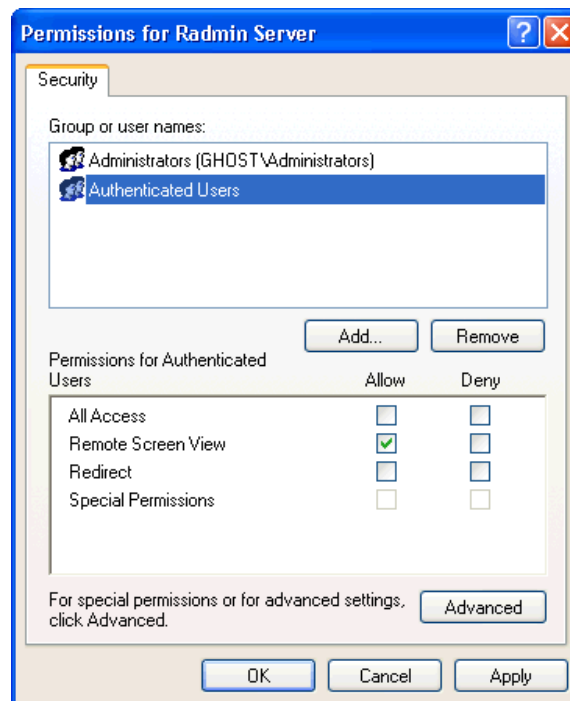 Permissions for Radmin Server
Security
Group or user names:
Administrators (GHOST\Administrators)
Authenticated Users
Add...
Remove
Permissions for Authenticated
Users
Allow
Deny
All Access
Remote Screen View
Redirect
Special Permissions
For special permissions or for advanced settings,
click Advanced.
Advanced
OK
Cancel
Apply